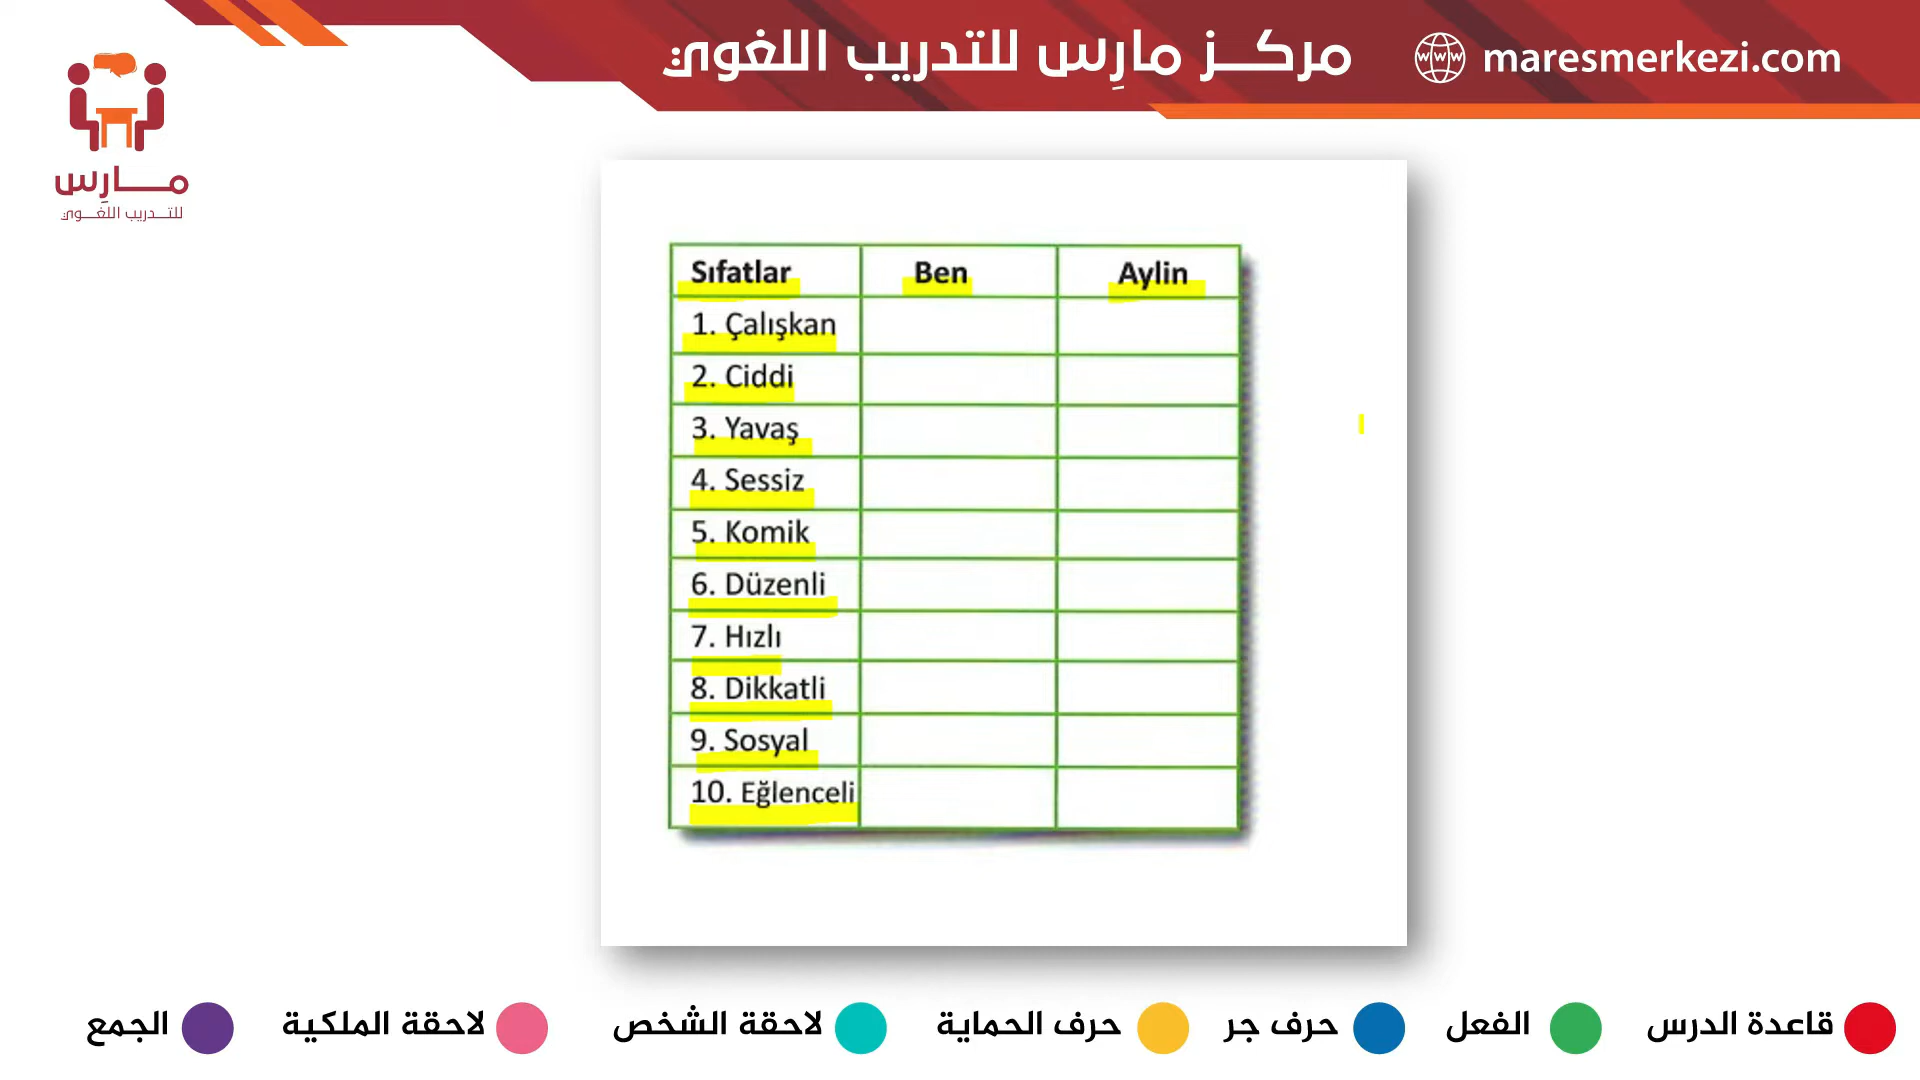 مركـــز مارِس للتدريب اللغوي
maresmerkezi.com
مـــارِس
للتـــدريب اللغـــوي
Sıfatlar Ben Aylin
1. Çalışkan
2. Ciddi
3. Yavaş
4. Sessiz
5. Komik
6. Düzenli
7. Hızlı
8. Dikkatli
9. Sosyal
10. Eğlenceli
قاعدة الدرس الفعل حرف جر حرف الحماية لاحقة الشخص لاحقة الملكية الجمع